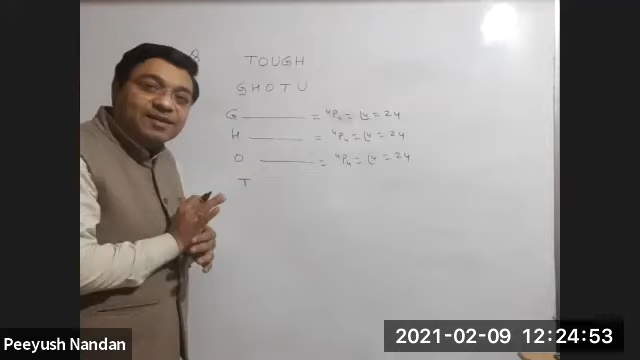 Q
TOUGH
GHOTU
G ______ = ⁴P₄ = ∟4 = 24
H ______ = ⁴P₄ = ∟4 = 24
O ______ = ⁴P₄ = ∟4 = 24
T
Peeyush Nandan
2021-02-09 12:24:53